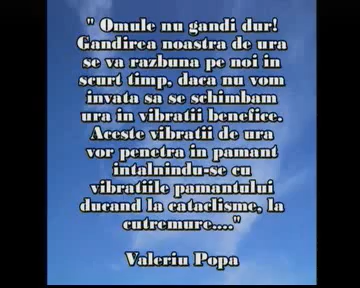 " Omule nu gandi dur!
Gandirea noastra de ura
se va razbuna pe noi in
scurt timp, daca nu vom
invata sa se schimbam
ura in vibratii benefice.
Aceste vibratii de ura
vor penetra in pamant
intalnindu-se cu
vibratiile pamantului
ducand la cataclisme, la
cutremure...."
Valeriu Popa